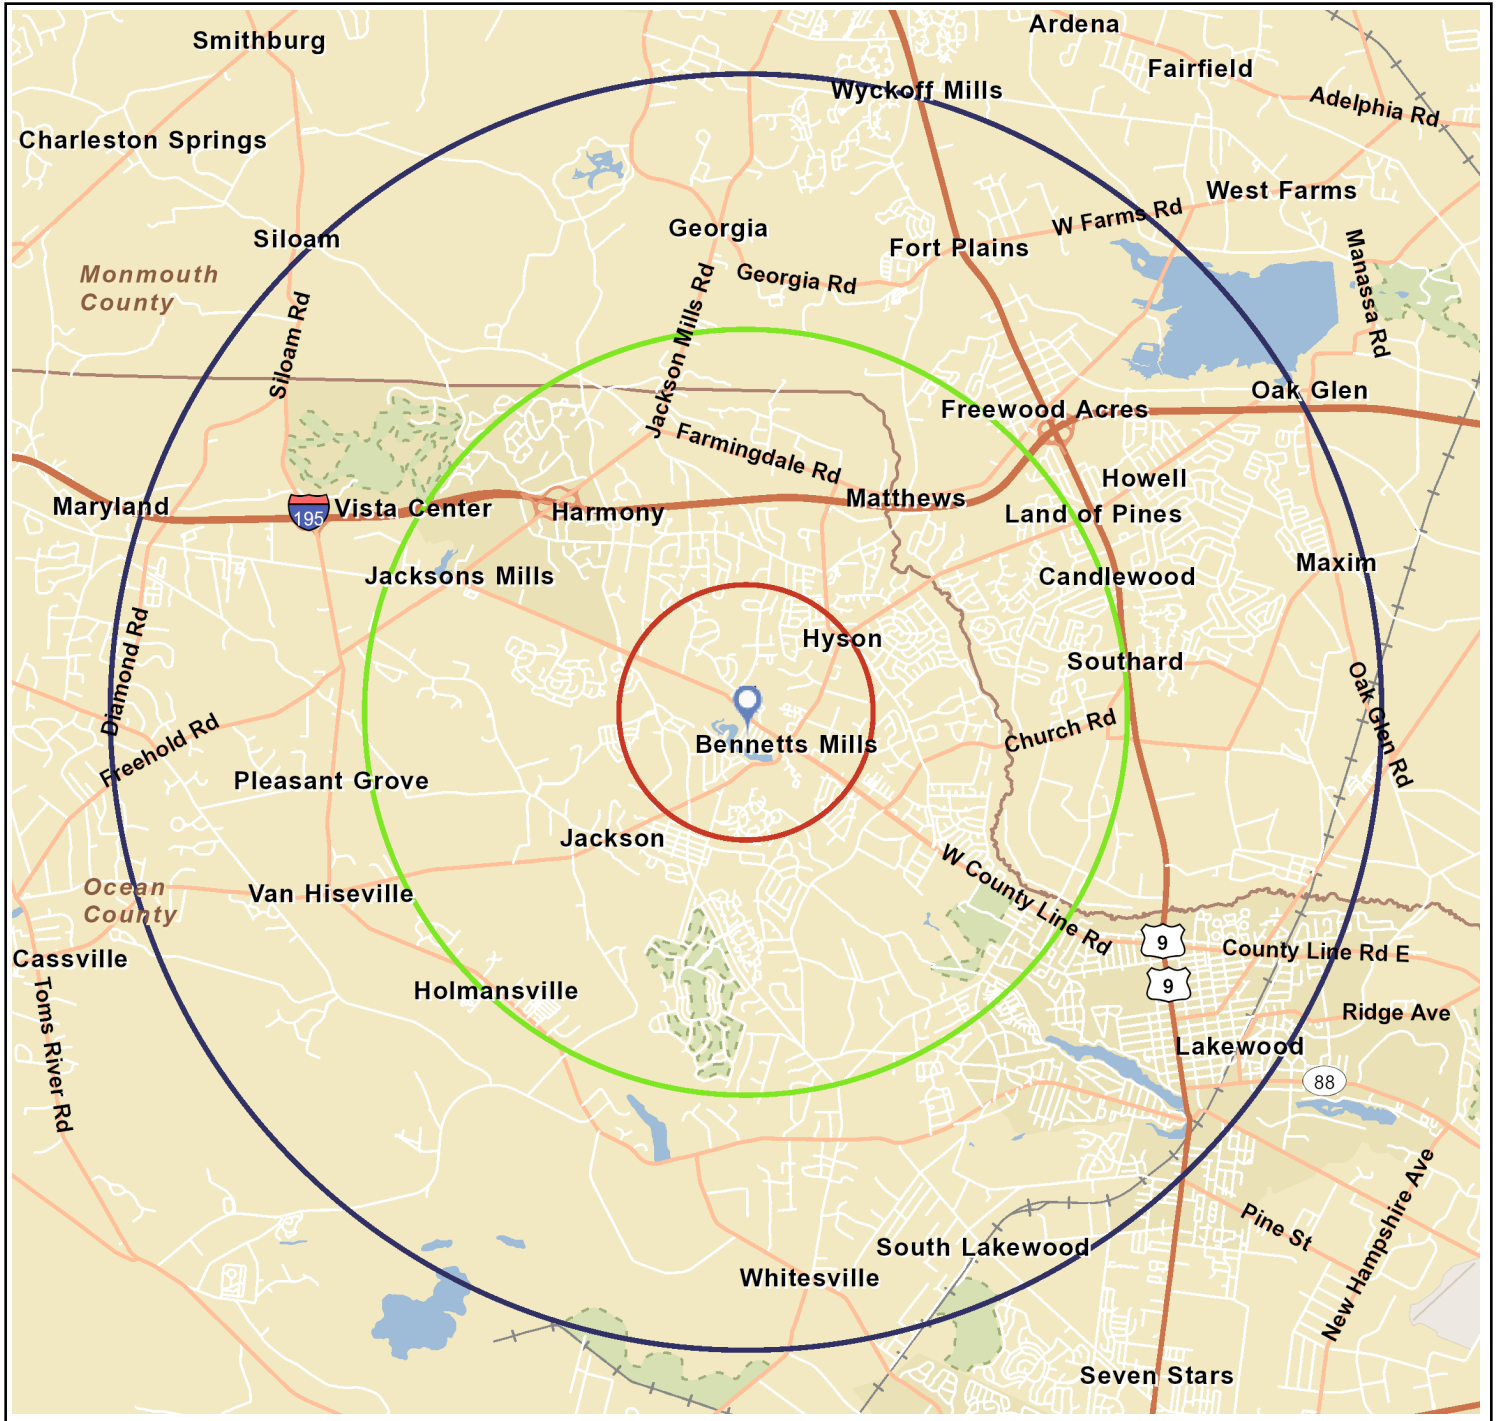 Ardena
Smithburg
Fairfield
Wyckoff Mills
Adelphia Rd
Charleston Springs
West Farms
W Farms Rd
Georgia
Siloam
Fort Plains
Manassa Rd
Monmouth
County
Georgia Rd
Jackson Mills Rd
Siloam Rd
Oak Glen
Freewood Acres
Farmingdale Rd
Howell
Matthews
Maryland
195
Vista Center
Harmony
Land of Pines
Maxim
Jacksons Mills
Candlewood
Hyson
Diamond Rd
Southard
Oak Glen Rd
Church Rd
Freehold Rd
Bennetts Mills
Pleasant Grove
Jackson
W County Line Rd
Ocean
County
Van Hiseville
9
County Line Rd E
Cassville
9
Holmansville
Toms River Rd
Ridge Ave
Lakewood
88
New Hampshire Ave
Pine St
South Lakewood
Whitesville
Seven Stars